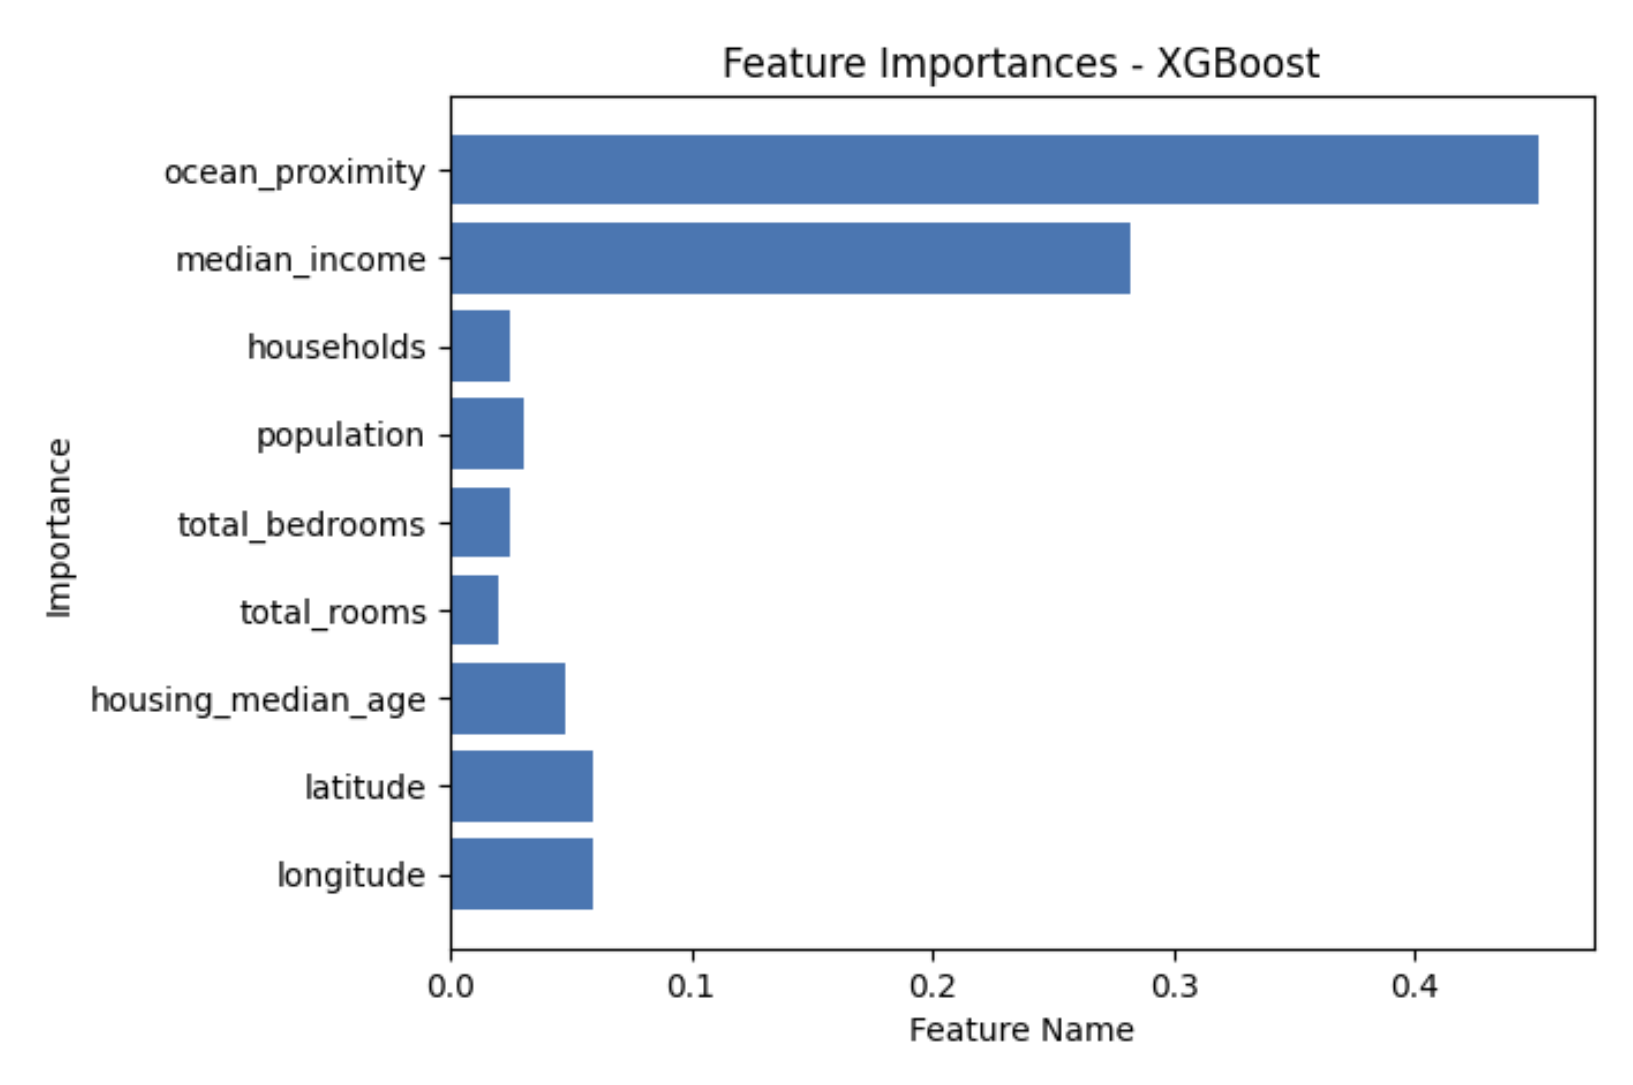 Feature Importances - XGBoost
ocean_proximity
median_income
households
population
total_bedrooms
total_rooms
housing_median_age
latitude
longitude
Importance
0.0 0.1 0.2 0.3 0.4
Feature Name